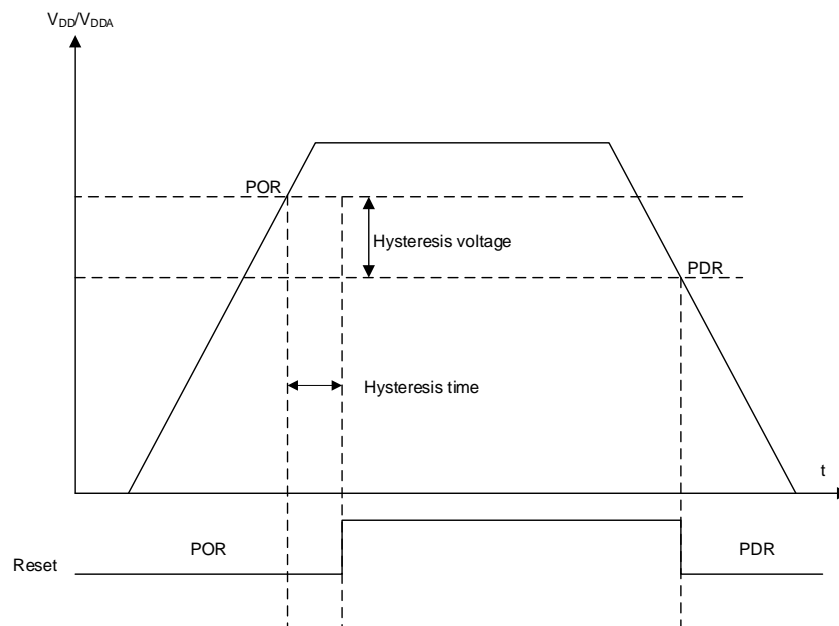 VDD/VDDA
POR
Hysteresis voltage
PDR
Hysteresis time
t
POR
PDR
Reset